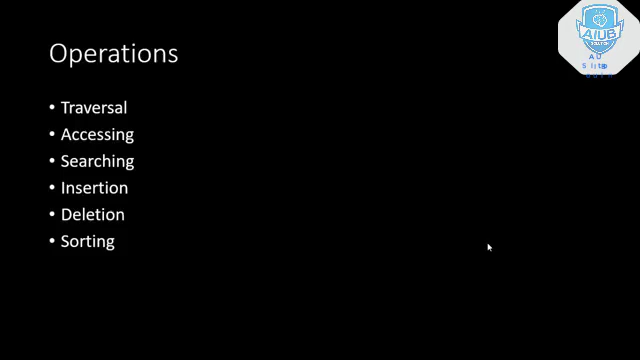 Operations
• Traversal
• Accessing
• Searching
• Insertion
• Deletion
• Sorting
AIUB